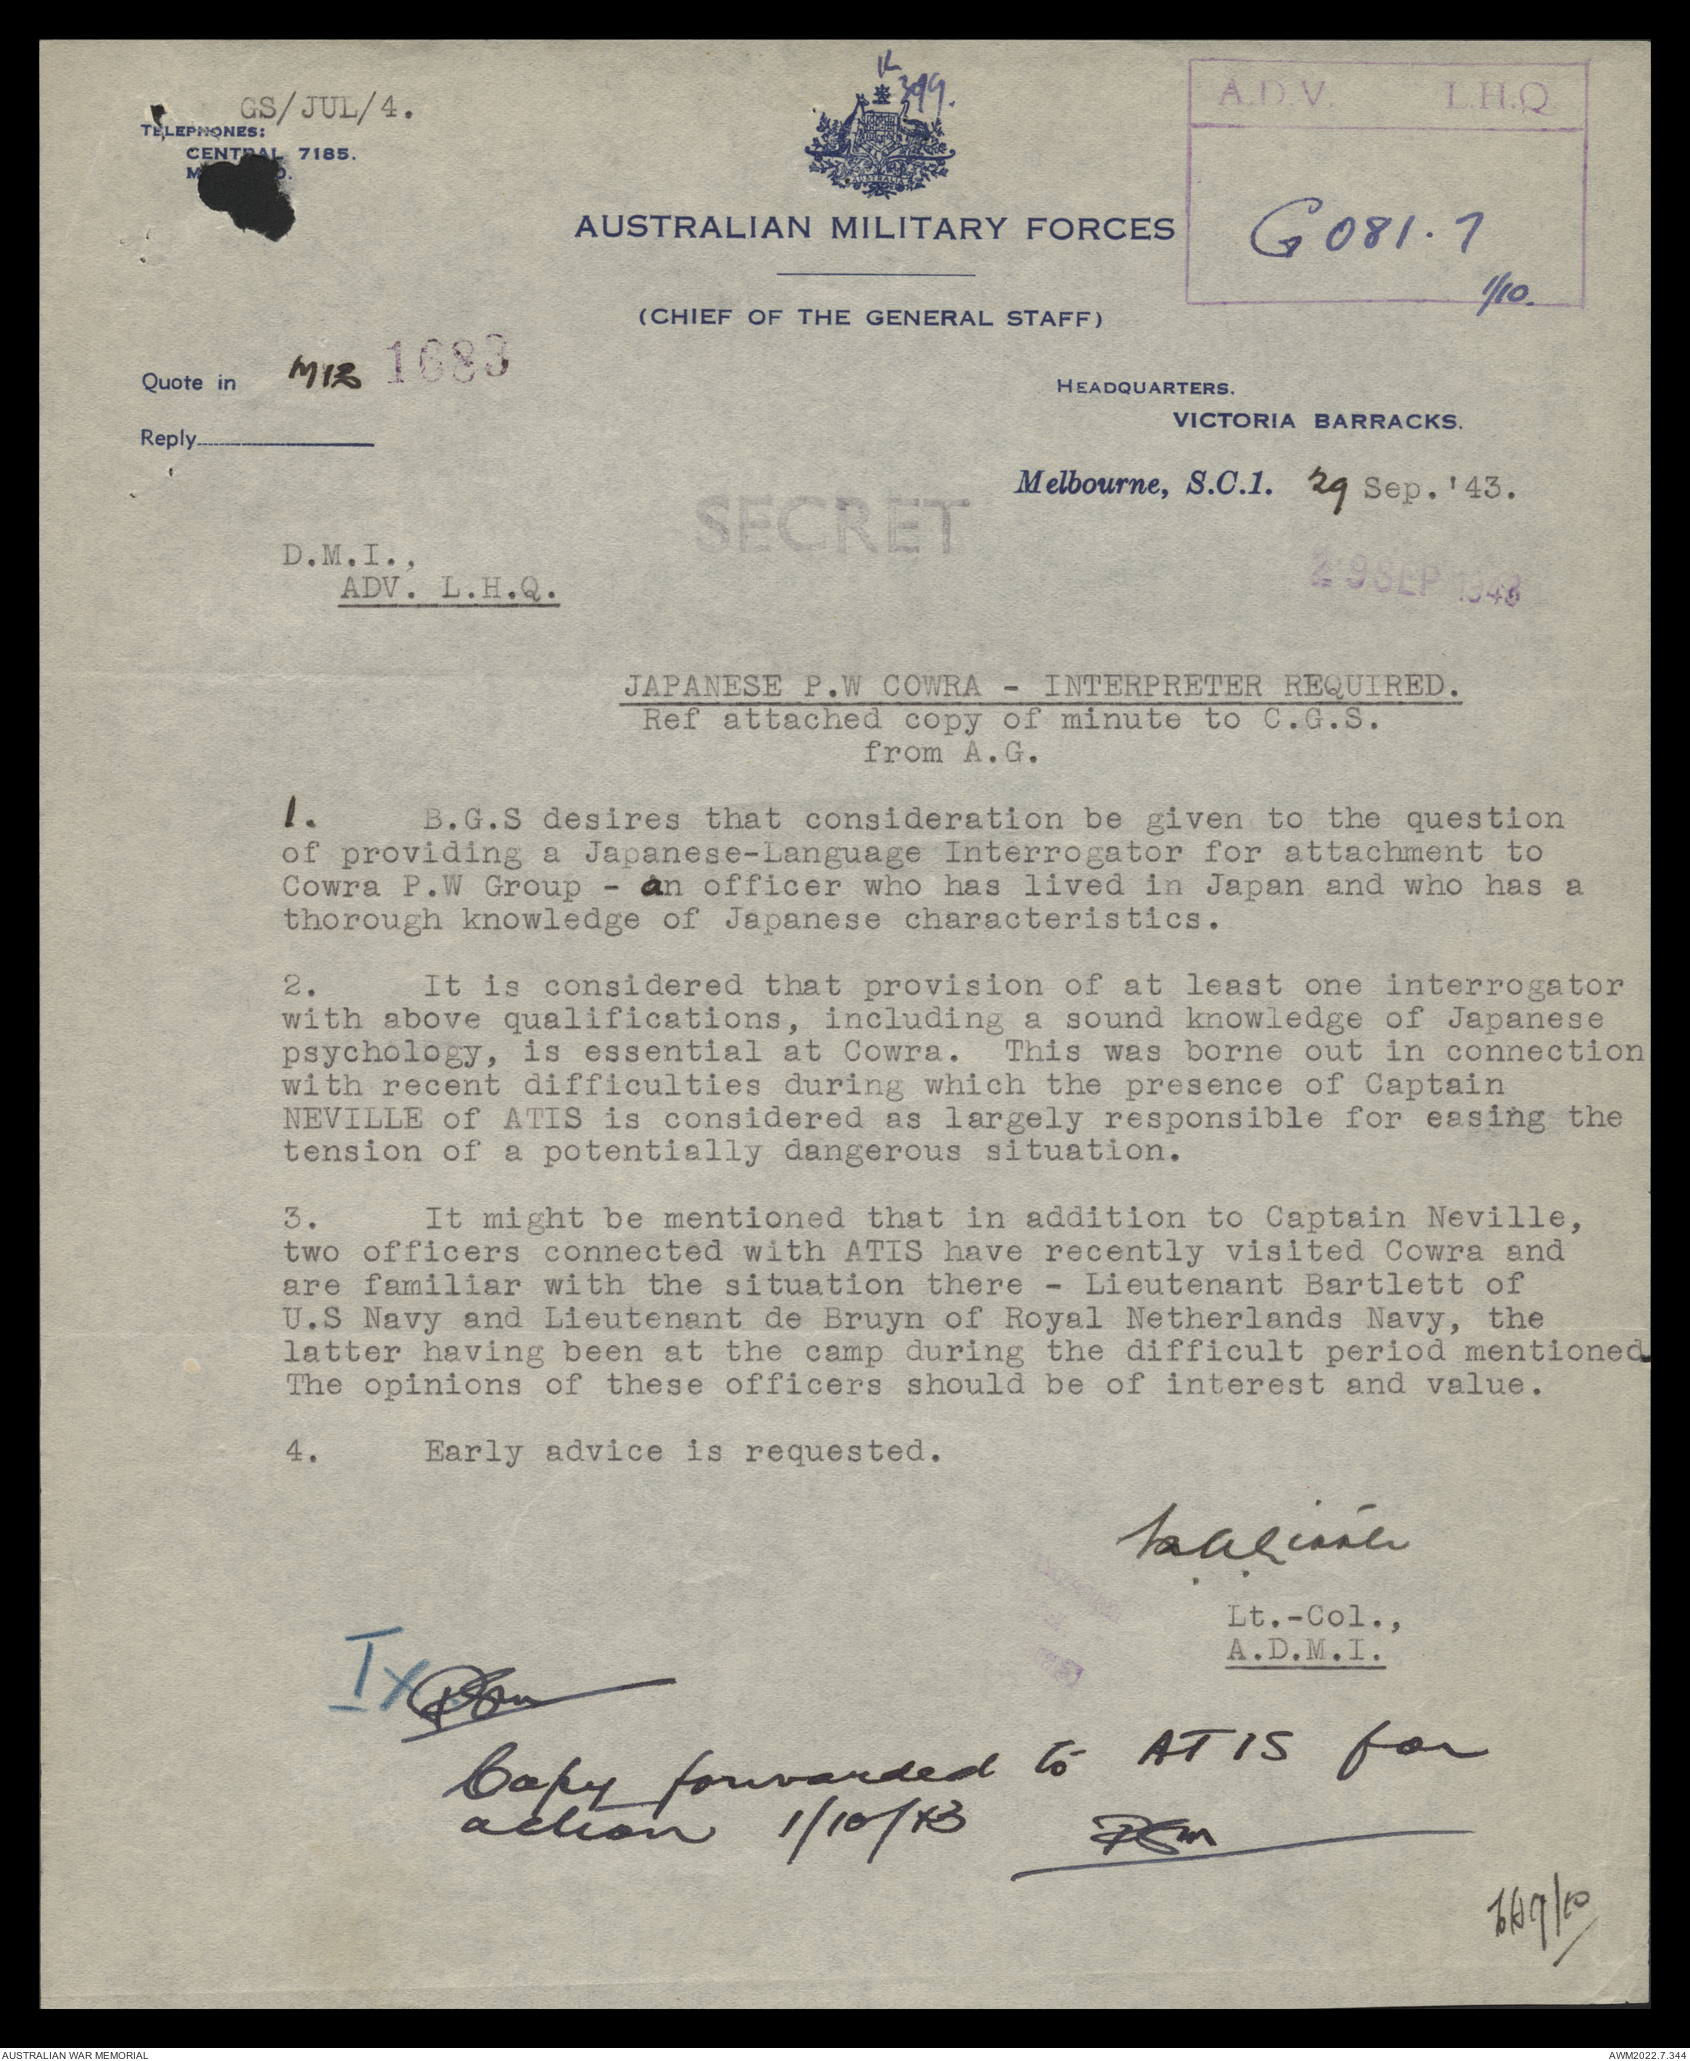 K
399.
GS/JUL/4.
TELEPHONES:
CENTRAL 7185.
A.D.V. L.H.Q
G 081.7
1/10.
AUSTRALIAN MILITARY FORCES
(CHIEF OF THE GENERAL STAFF)
Quote in MIB 1683
Reply
HEADQUARTERS.
VICTORIA BARRACKS.
Melbourne, S.C.1. 29 Sep. '43.
SECRET
29 SEP 1943
D.M.I.,
ADV. L.H.Q.
JAPANESE P.W COWRA - INTERPRETER REQUIRED.
Ref attached copy of minute to C.G.S.
from A.G.
1. B.G.S desires that consideration be given to the question
of providing a Japanese-Language Interrogator for attachment to
Cowra P.W Group - an officer who has lived in Japan and who has a
thorough knowledge of Japanese characteristics.
2. It is considered that provision of at least one interrogator
with above qualifications, including a sound knowledge of Japanese
psychology, is essential at Cowra. This was borne out in connection
with recent difficulties during which the presence of Captain
NEVILLE of ATIS is considered as largely responsible for easing the
tension of a potentially dangerous situation.
3. It might be mentioned that in addition to Captain Neville,
two officers connected with ATIS have recently visited Cowra and
are familiar with the situation there - Lieutenant Bartlett of
U.S Navy and Lieutenant de Bruyn of Royal Netherlands Navy, the
latter having been at the camp during the difficult period mentioned.
The opinions of these officers should be of interest and value.
4. Early advice is requested.
Lt.-Col.,
A.D.M.I.
Ix
Copy forwarded to ATIS for
action 1/10/43
AUSTRALIAN WAR MEMORIAL
AWM2022.7.344